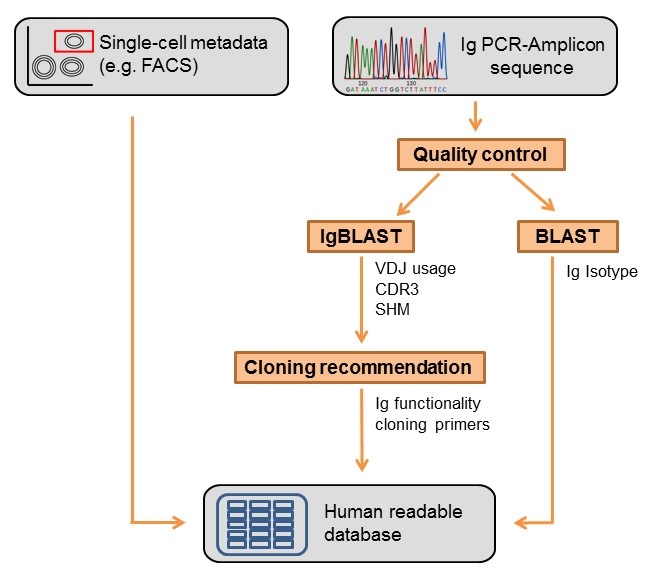 Single-cell metadata
(e.g. FACS)
Ig PCR-Amplicon
sequence
120 130
GATAAATCTGGTCTTATTTCC
Quality control
IgBLAST
BLAST
VDJ usage
CDR3
SHM
Ig Isotype
Cloning recommendation
Ig functionality
cloning primers
Human readable
database